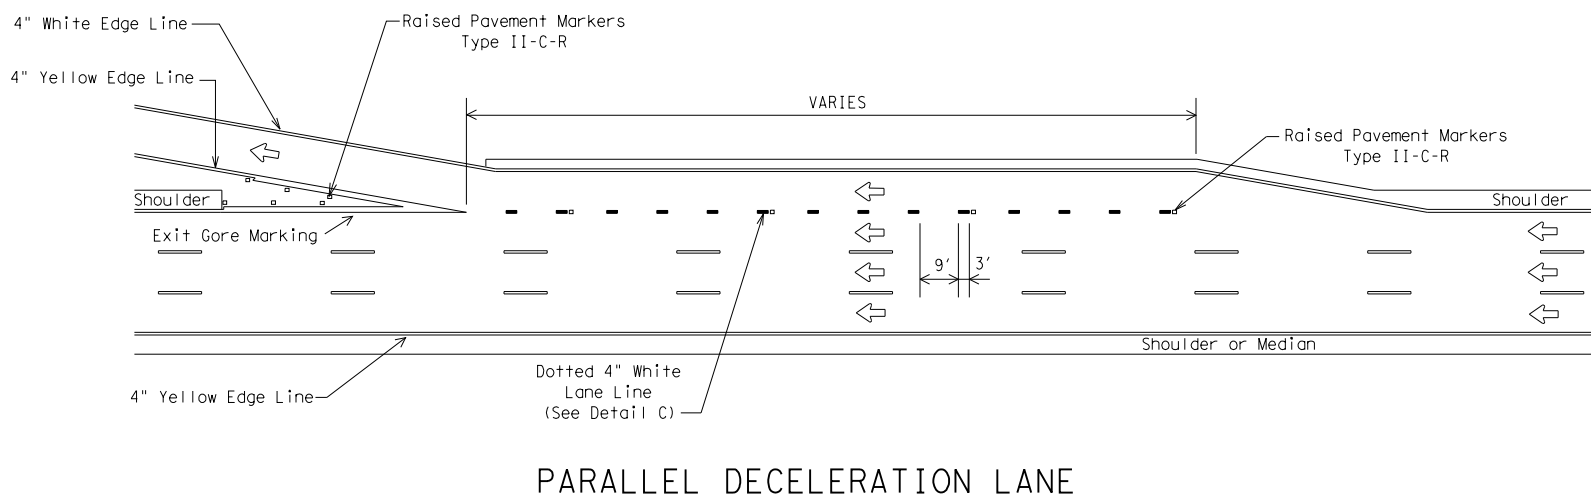 4" White Edge Line
Raised Pavement Markers
Type II-C-R
4" Yellow Edge Line
VARIES
Raised Pavement Markers
Type II-C-R
Shoulder
Shoulder
Exit Gore Marking
9'
3'
Shoulder or Median
4" Yellow Edge Line
Dotted 4" White
Lane Line
(See Detail C)
PARALLEL DECELERATION LANE